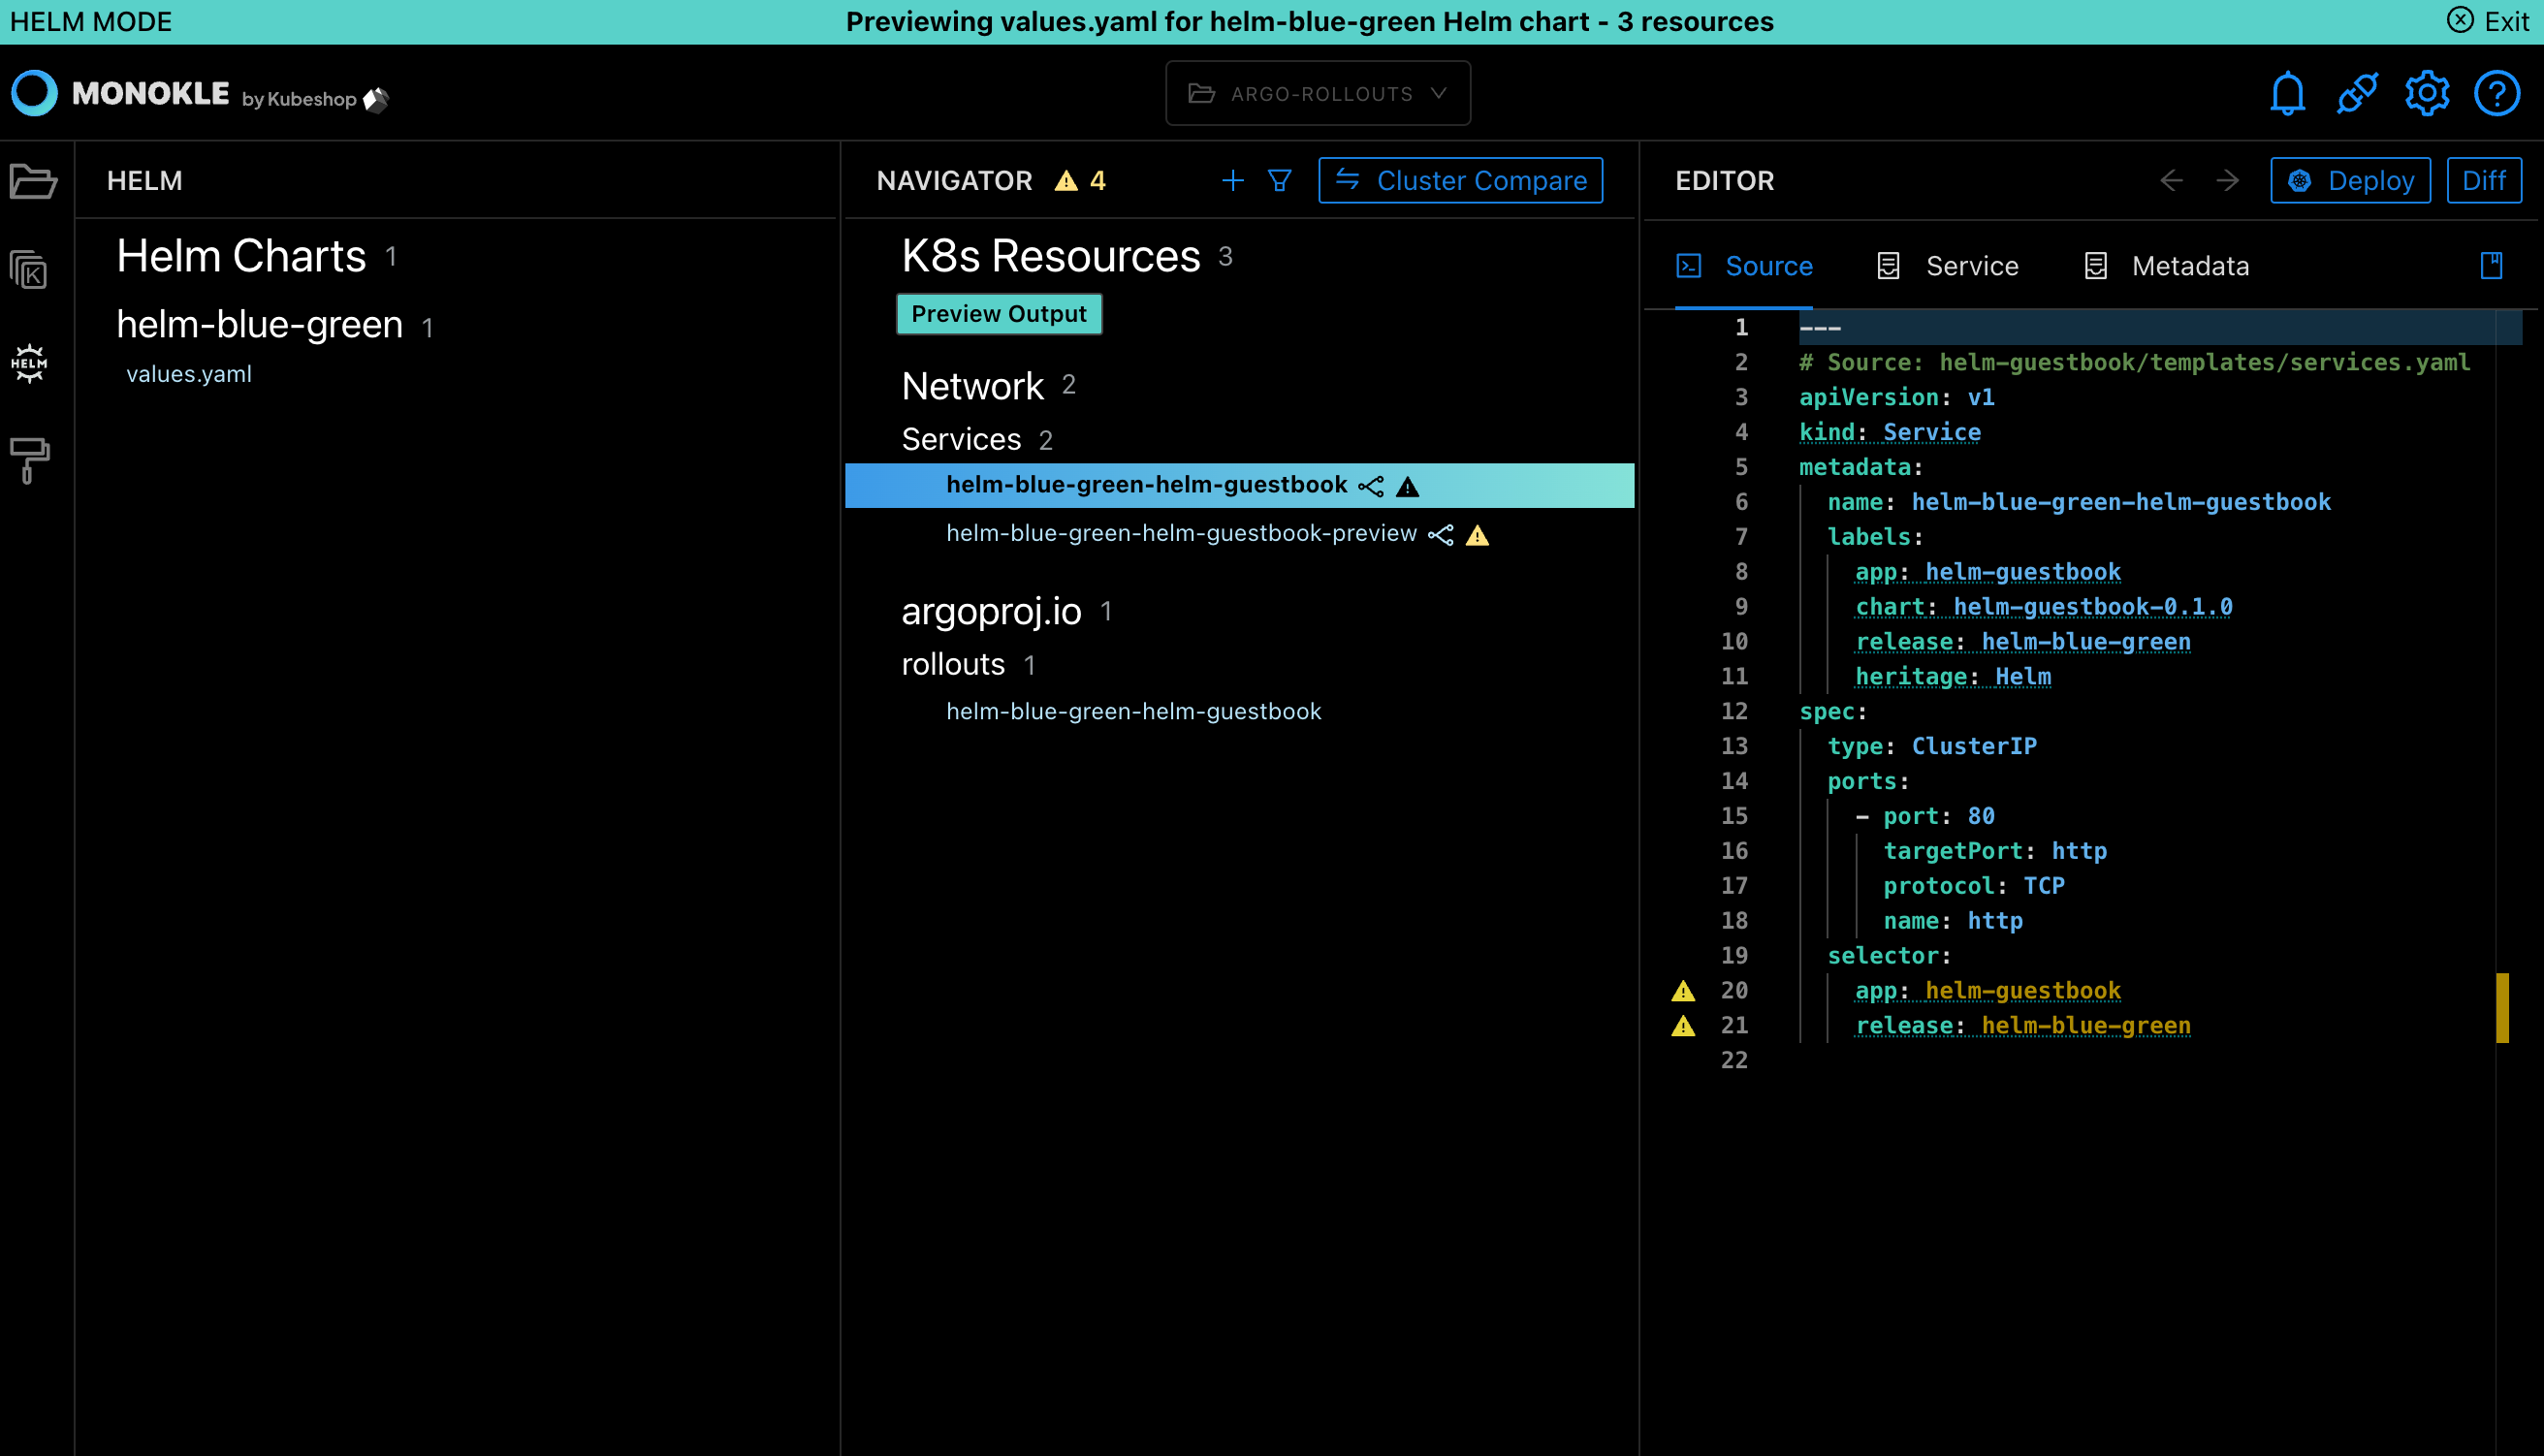 HELM MODE
Previewing values.yaml for helm-blue-green Helm chart - 3 resources
Exit
MONOKLE by Kubeshop
ARGO-ROLLOUTS
HELM
Helm Charts 1
helm-blue-green 1
values.yaml
K
HELM
NAVIGATOR 4
Cluster Compare
K8s Resources 3
Preview Output
Network 2
Services 2
helm-blue-green-helm-guestbook
helm-blue-green-helm-guestbook-preview
argoproj.io 1
rollouts 1
helm-blue-green-helm-guestbook
EDITOR
Deploy
Diff
Source
Service
Metadata
1 ---
2 # Source: helm-guestbook/templates/services.yaml
3 apiVersion: v1
4 kind: Service
5 metadata:
6 name: helm-blue-green-helm-guestbook
7 labels:
8 app: helm-guestbook
9 chart: helm-guestbook-0.1.0
10 release: helm-blue-green
11 heritage: Helm
12 spec:
13 type: ClusterIP
14 ports:
15 - port: 80
16 targetPort: http
17 protocol: TCP
18 name: http
19 selector:
20 app: helm-guestbook
21 release: helm-blue-green
22